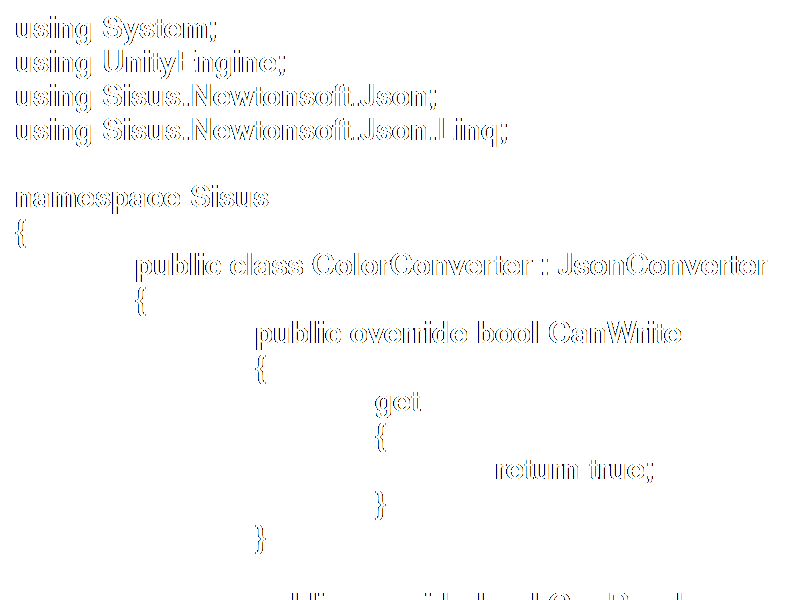 using System;
using UnityEngine;
using Sisus.Newtonsoft.Json;
using Sisus.Newtonsoft.Json.Linq;

namespace Sisus
{
public class ColorConverter : JsonConverter
{
public override bool CanWrite
{
get
{
return true;
}
}